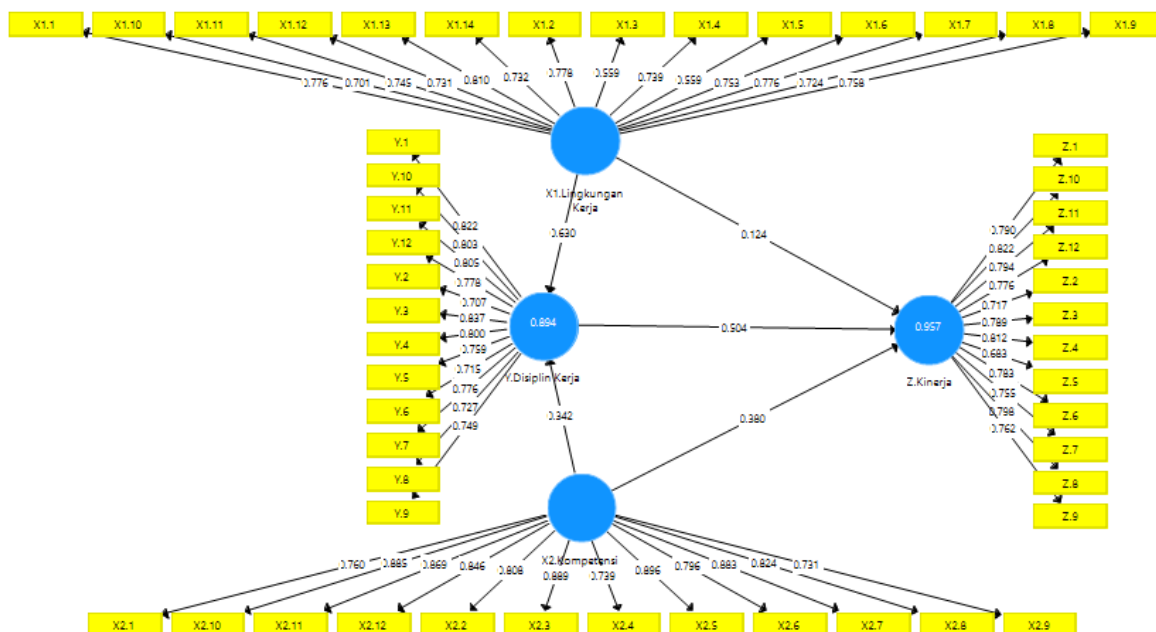 X1.1 X1.10 X1.11 X1.12 X1.13 X1.14 X1.2 X1.3 X1.4 X1.5 X1.6 X1.7 X1.8 X1.9
0.776 0.701 0.745 0.731 0.810 0.732 0.778 0.559 0.739 0.559 0.753 0.776 0.724 0.758
X1.Lingkungan
Kerja
0.630
0.124
Y.1
Y.10
Y.11
Y.12
Y.2
Y.3
Y.4
Y.5
Y.6
Y.7
Y.8
Y.9
0.822
0.803
0.805
0.778
0.707
0.837
0.800
0.759
0.715
0.776
0.727
0.749
0.894
Y.Disiplin Kerja
0.504
0.957
Z.Kinerja
0.790
0.822
0.794
0.776
0.717
0.789
0.812
0.683
0.783
0.755
0.798
0.762
Z.1
Z.10
Z.11
Z.12
Z.2
Z.3
Z.4
Z.5
Z.6
Z.7
Z.8
Z.9
0.342
0.380
X2.Kompetensi
0.760 0.885 0.869 0.846 0.808 0.889 0.739 0.896 0.796 0.883 0.824 0.731
X2.1 X2.10 X2.11 X2.12 X2.2 X2.3 X2.4 X2.5 X2.6 X2.7 X2.8 X2.9